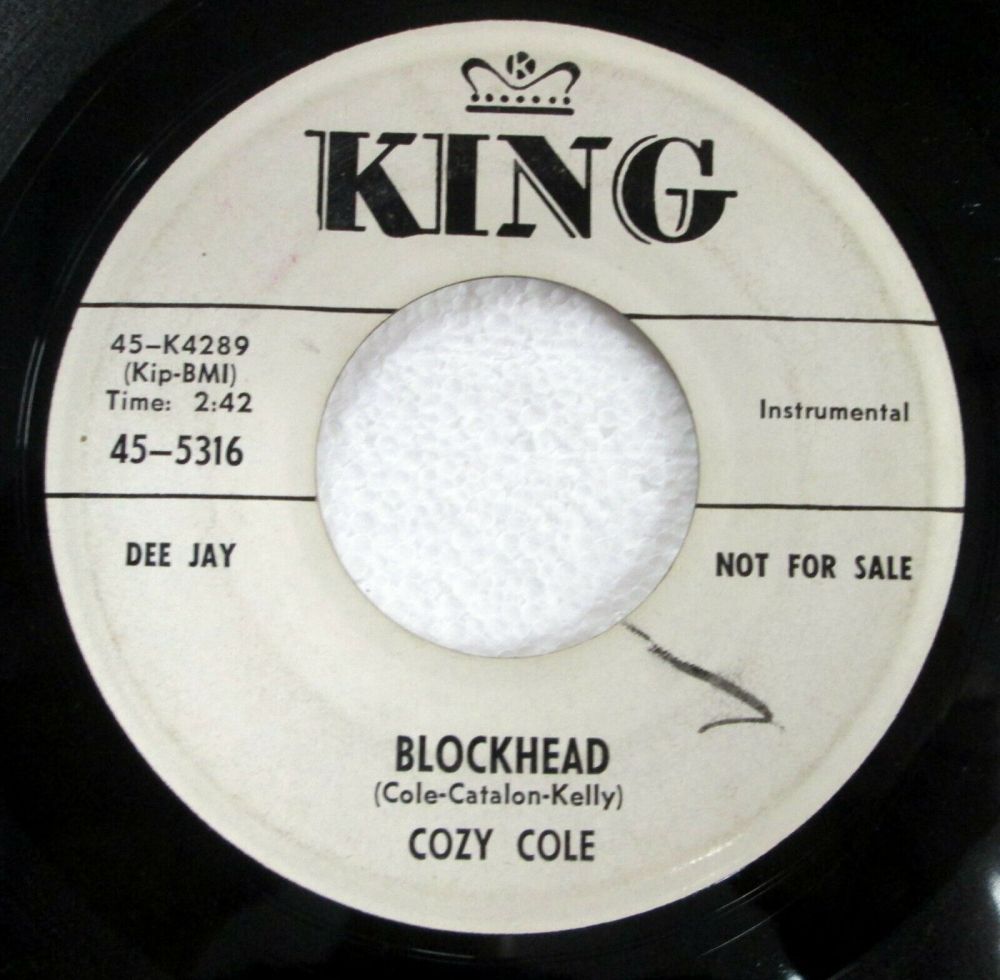 K
KING
45-K4289
(Kip-BMI)
Time: 2:42
45-5316
Instrumental
DEE JAY
NOT FOR SALE
BLOCKHEAD
(Cole-Catalon-Kelly)
COZY COLE